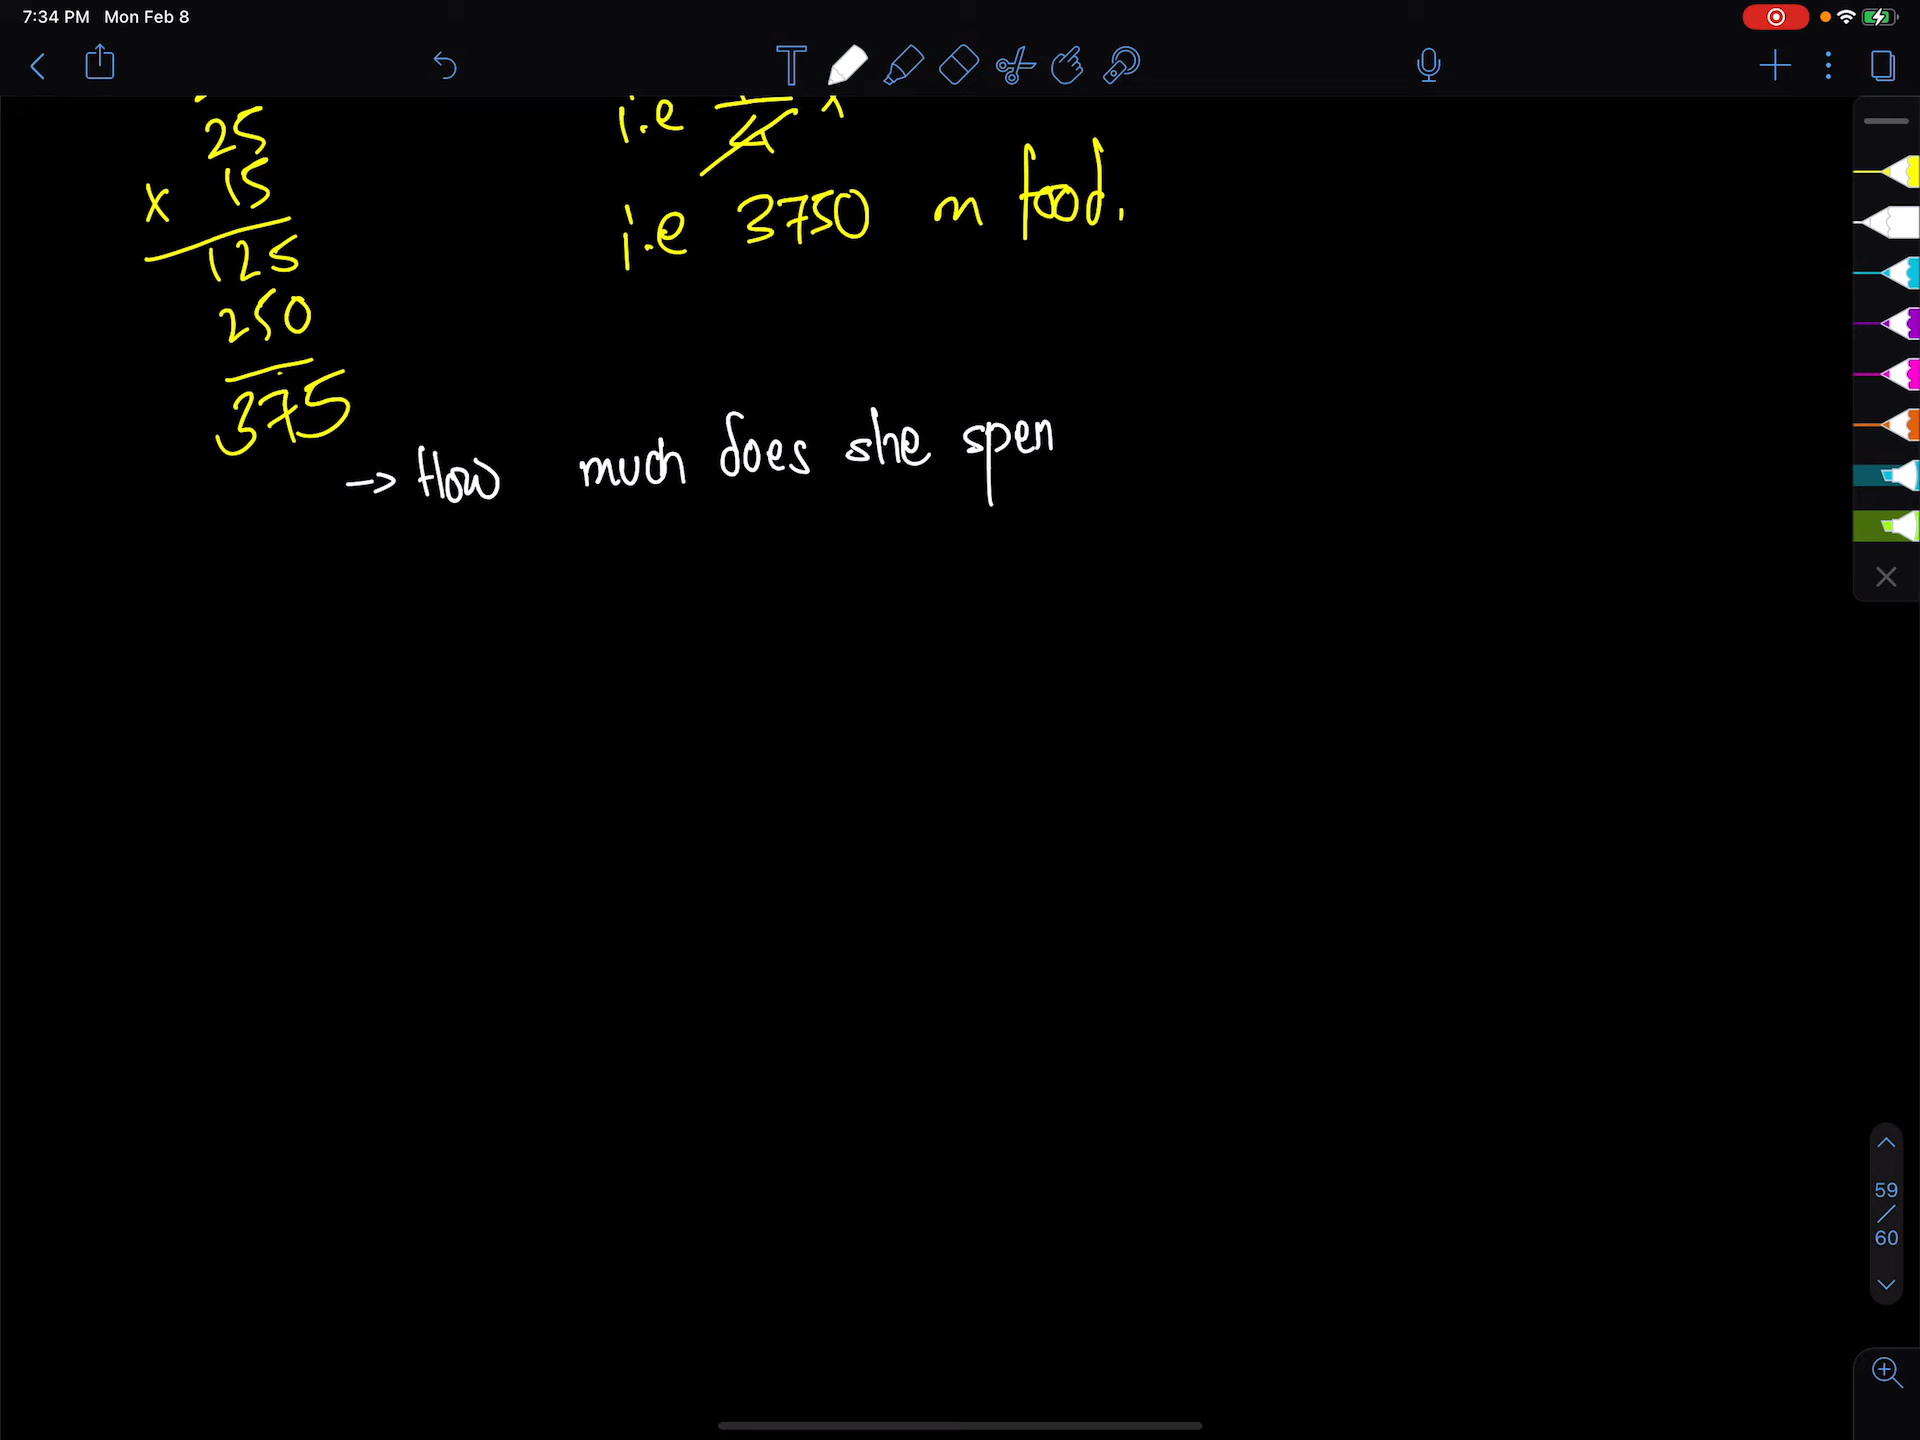 7:34 PM Mon Feb 8
25
x 15
125
250
375
i.e
i.e 3750 in food.
→ How much does she spen
59
/
60